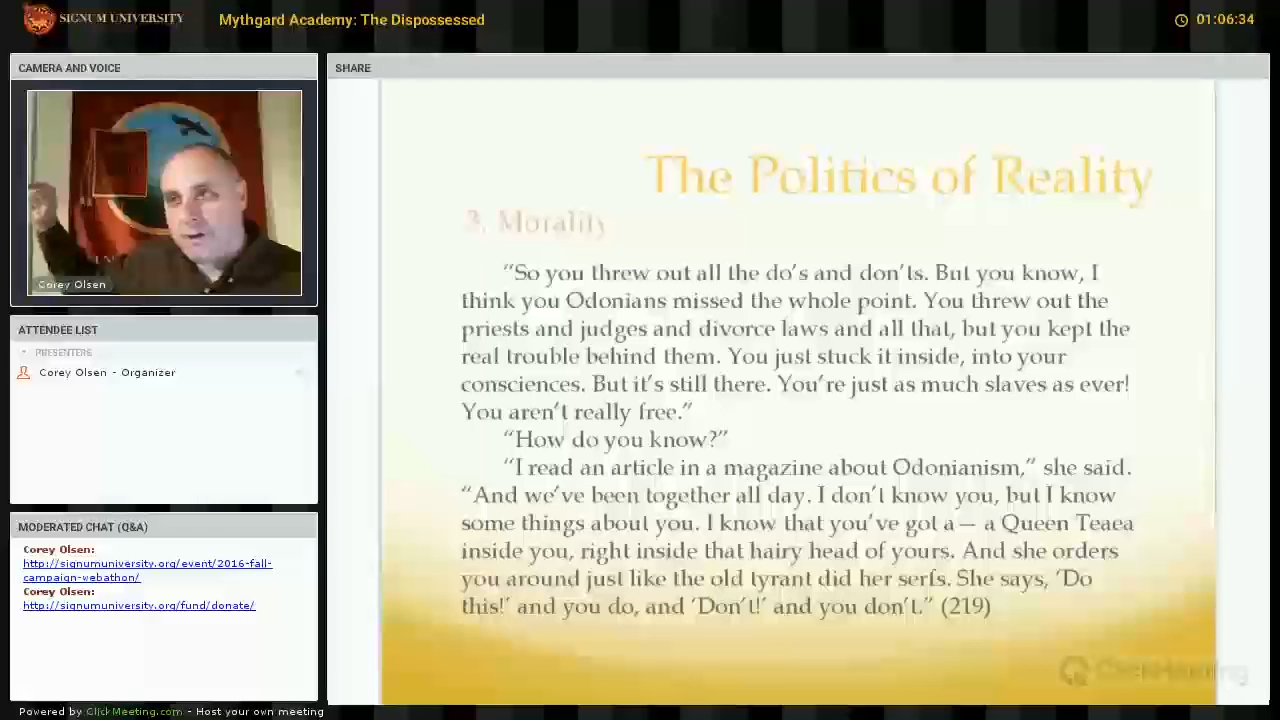 SIGNUM UNIVERSITY
Mythgard Academy: The Dispossessed
01:06:34
CAMERA AND VOICE
Corey Olsen
ATTENDEE LIST
PRESENTERS
Corey Olsen - Organizer
MODERATED CHAT (Q&A)
Corey Olsen:
http://signumuniversity.org/event/2016-fall-
campaign-webathon/
Corey Olsen:
http://signumuniversity.org/fund/donate/
SHARE
The Politics of Reality
3. Morality
“So you threw out all the do’s and don’ts. But you know, I
think you Odonians missed the whole point. You threw out the
priests and judges and divorce laws and all that, but you kept the
real trouble behind them. You just stuck it inside, into your
consciences. But it’s still there. You’re just as much slaves as ever!
You aren’t really free.”
“How do you know?”
“I read an article in a magazine about Odonianism,” she said.
“And we’ve been together all day. I don’t know you, but I know
some things about you. I know that you’ve got a — a Queen Teaea
inside you, right inside that hairy head of yours. And she orders
you around just like the old tyrant did her serfs. She says, ‘Do
this!’ and you do, and ‘Don’t!’ and you don’t.” (219)
ClickMeeting
Powered by ClickMeeting.com - Host your own meeting